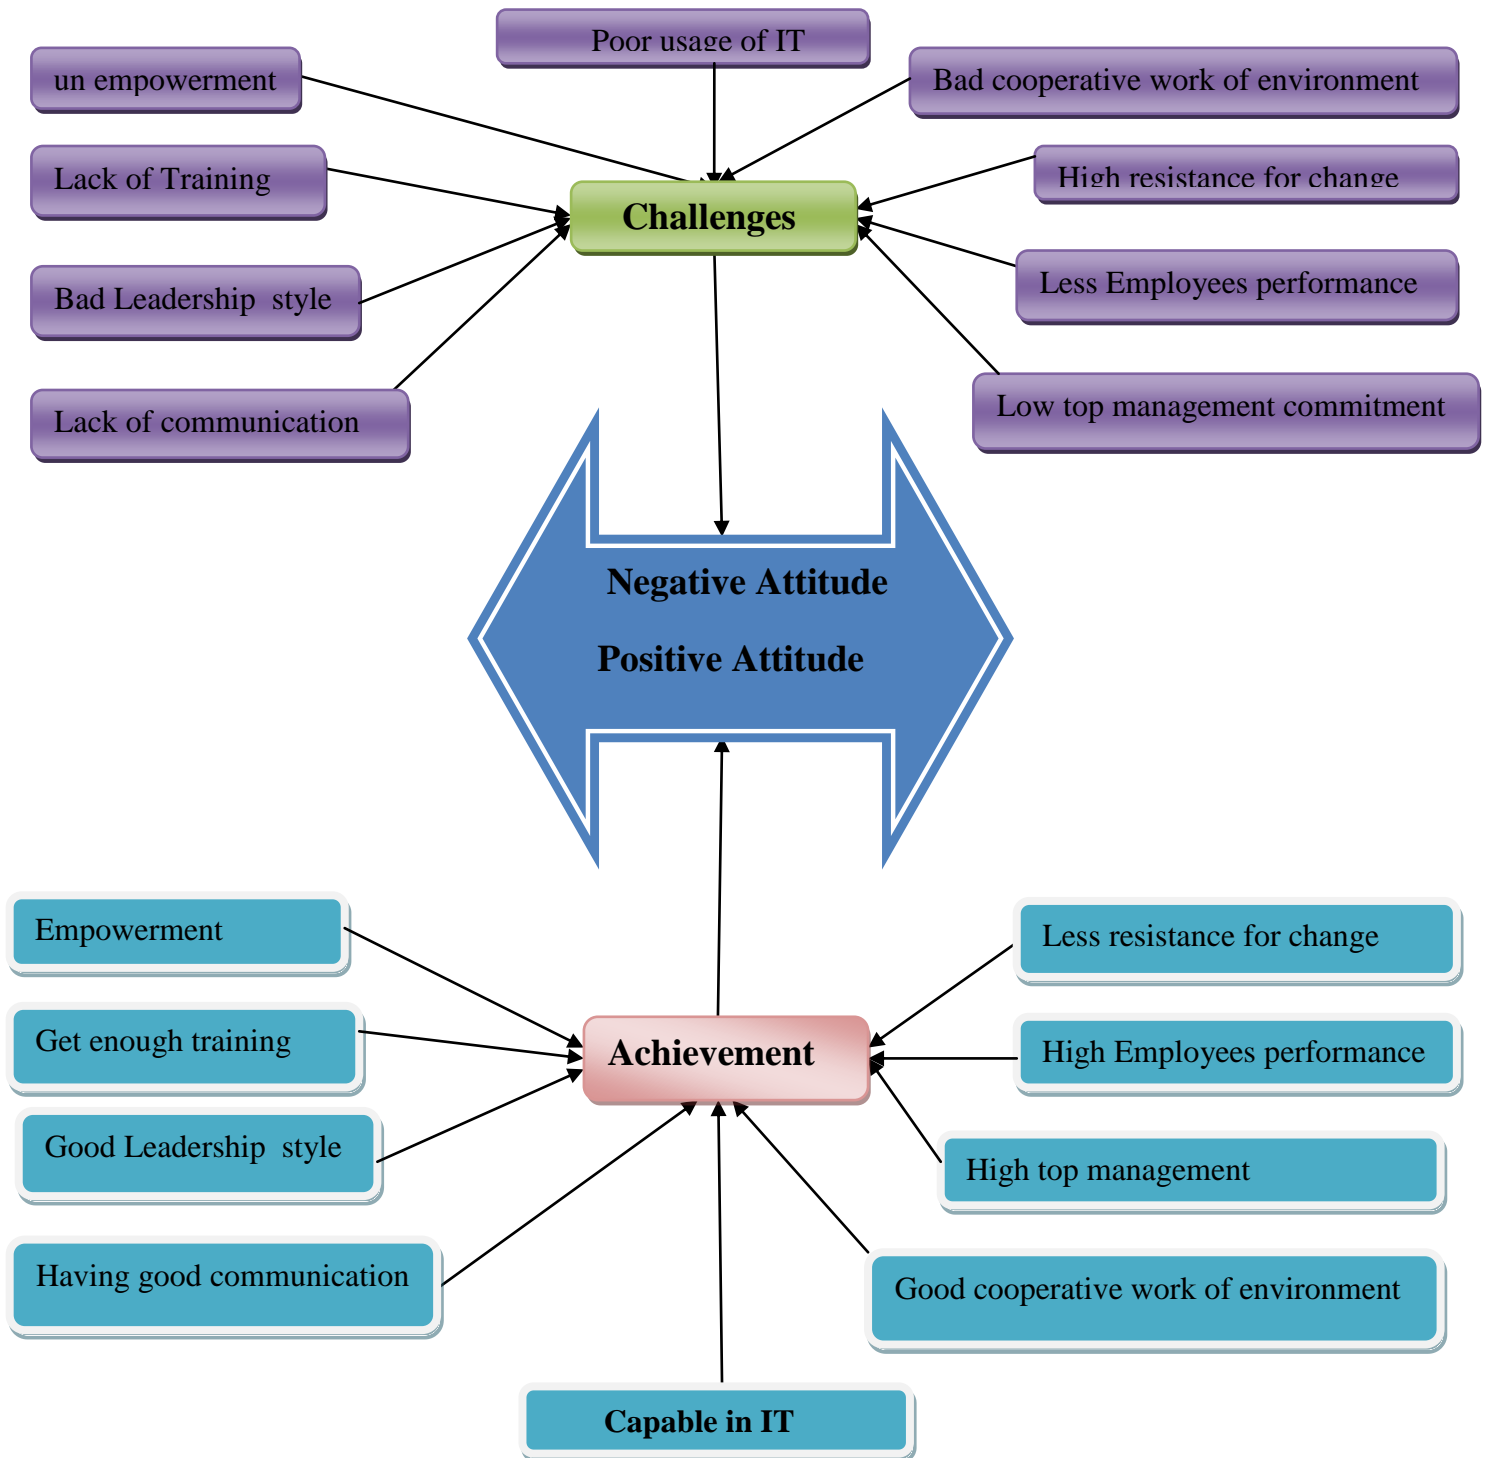 Poor usage of IT
un empowerment
Bad cooperative work of environment
Lack of Training
High resistance for change
Challenges
Bad Leadership  style
Less Employees performance
Lack of communication
Low top management commitment
Negative Attitude
Positive Attitude
Empowerment
Less resistance for change
Get enough training
Achievement
High Employees performance
Good Leadership  style
High top management
Having good communication
Good cooperative work of environment
Capable in IT